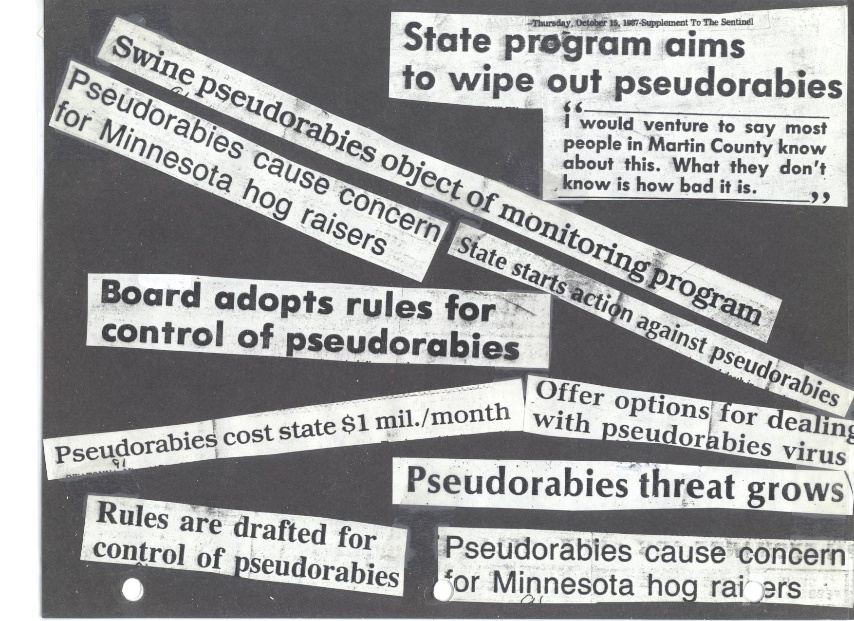 -Thursday, October 15, 1987-Supplement To The Sentinel
State program aims
to wipe out pseudorabies
“
I would venture to say most
people in Martin County know
about this. What they don't
know is how bad it is.
”
Swine pseudorabies object of monitoring program
Pseudorabies cause concern
for Minnesota hog raisers
State starts action against pseudorabies
Board adopts rules for
control of pseudorabies
Offer options for dealing
with pseudorabies virus
Pseudorabies cost state $1 mil./month
Pseudorabies threat grows
Rules are drafted for
control of pseudorabies
Pseudorabies cause concern
for Minnesota hog raisers